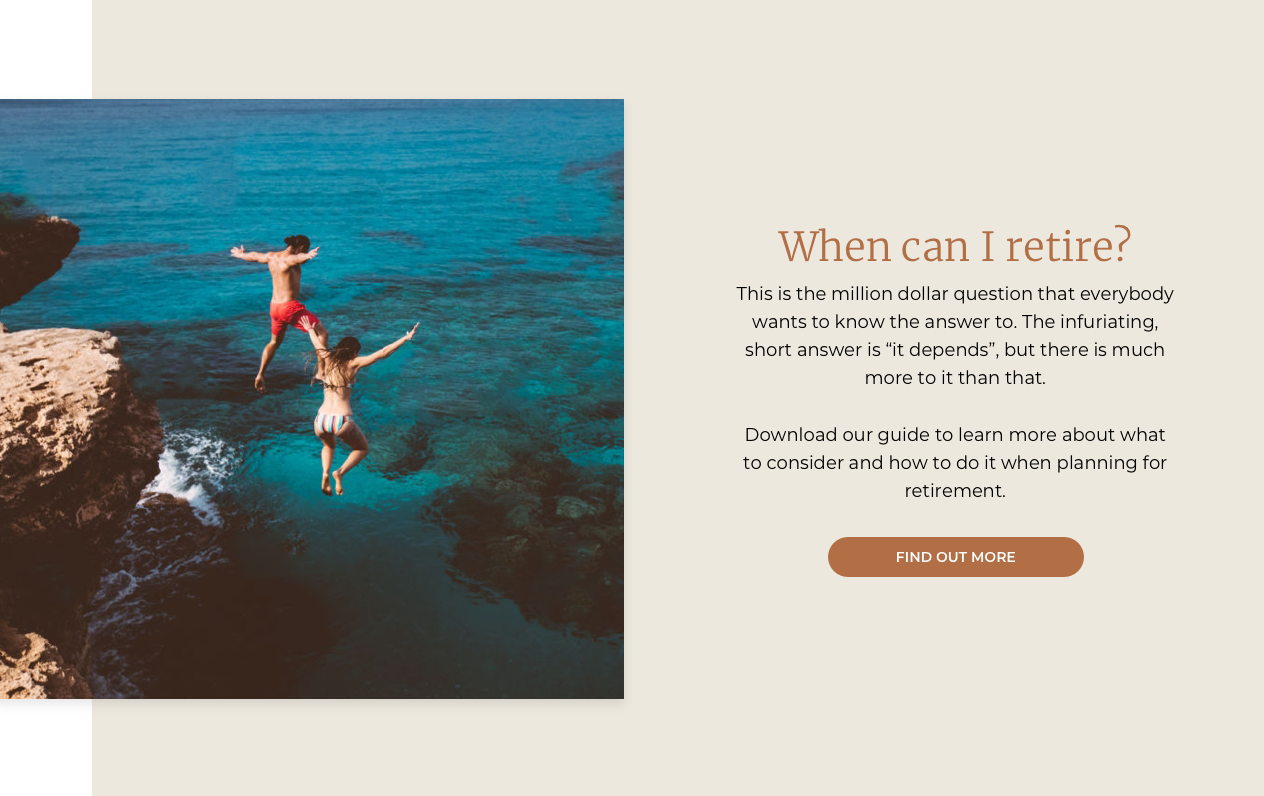 When can I retire?
This is the million dollar question that everybody
wants to know the answer to. The infuriating,
short answer is “it depends”, but there is much
more to it than that.
Download our guide to learn more about what
to consider and how to do it when planning for
retirement.
FIND OUT MORE